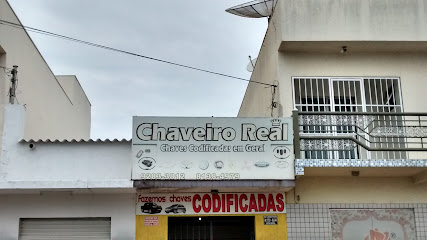 Chaveiro Real
Chaves Codificadas em Geral
Fazemos chaves CODIFICADAS